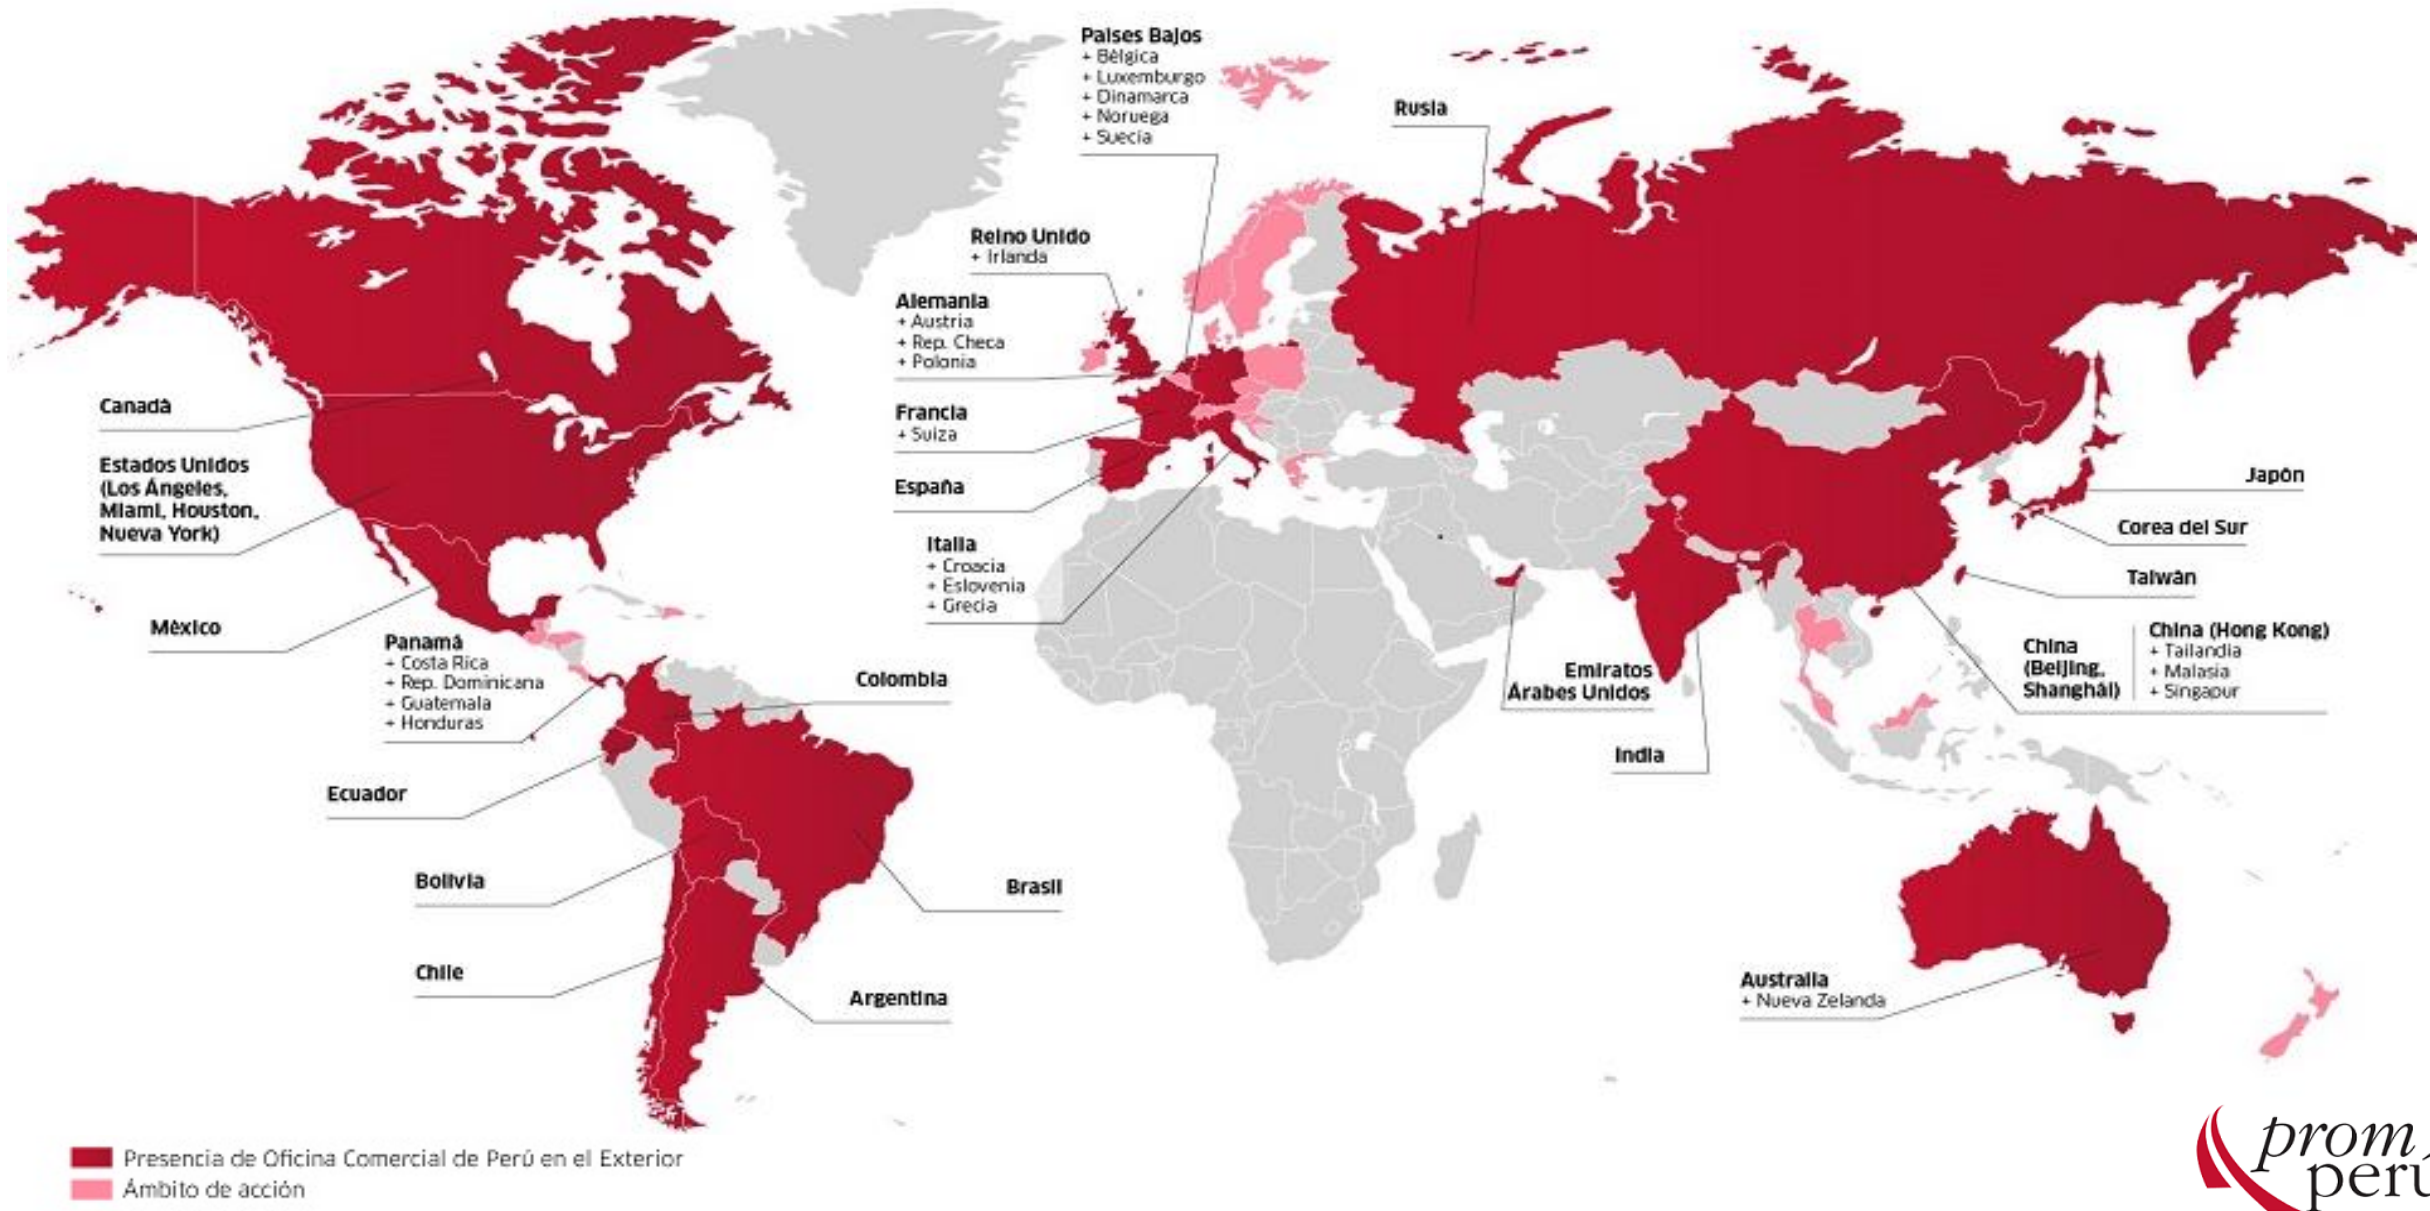 Países Bajos
+ Bélgica
+ Luxemburgo
+ Dinamarca
+ Noruega
+ Suecia
Rusia
Reino Unido
+ Irlanda
Alemania
+ Austria
+ Rep. Checa
+ Polonia
Francia
+ Suiza
España
Italia
+ Croacia
+ Eslovenia
+ Grecia
Canadá
Estados Unidos
(Los Ángeles,
Miami, Houston,
Nueva York)
México
Panamá
+ Costa Rica
+ Rep. Dominicana
+ Guatemala
+ Honduras
Colombia
Ecuador
Bolivia
Brasil
Chile
Argentina
Japón
Corea del Sur
Taiwán
China
(Beijing,
Shanghái)
China (Hong Kong)
+ Tailandia
+ Malasia
+ Singapur
Emiratos
Árabes Unidos
India
Australia
+ Nueva Zelanda
Presencia de Oficina Comercial de Perú en el Exterior
Ámbito de acción
prom
perú